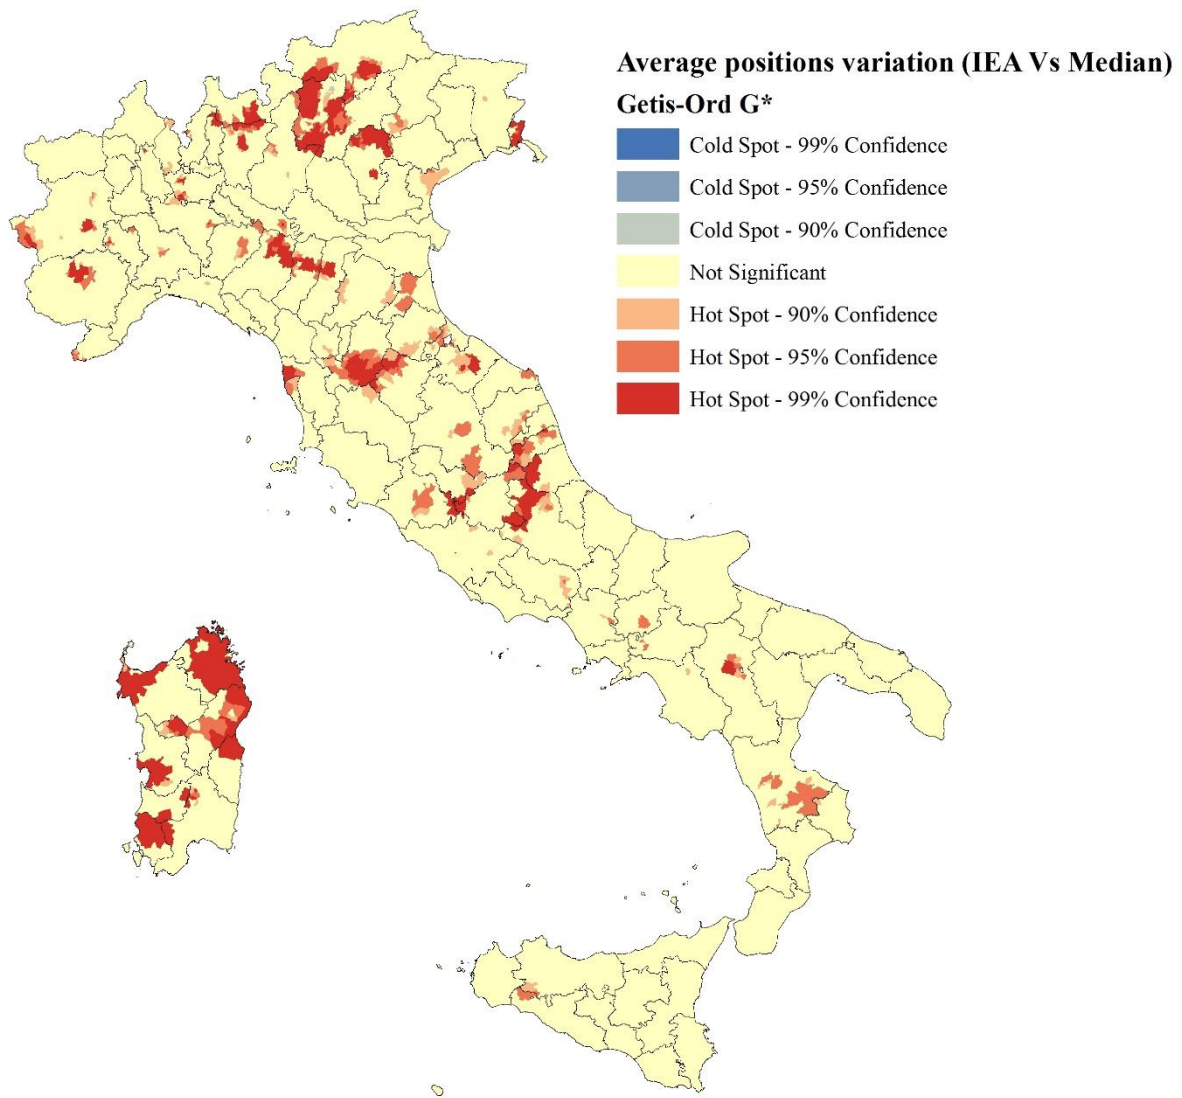 Average positions variation (IEA Vs Median)
Getis-Ord G*
Cold Spot - 99% Confidence
Cold Spot - 95% Confidence
Cold Spot - 90% Confidence
Not Significant
Hot Spot - 90% Confidence
Hot Spot - 95% Confidence
Hot Spot - 99% Confidence